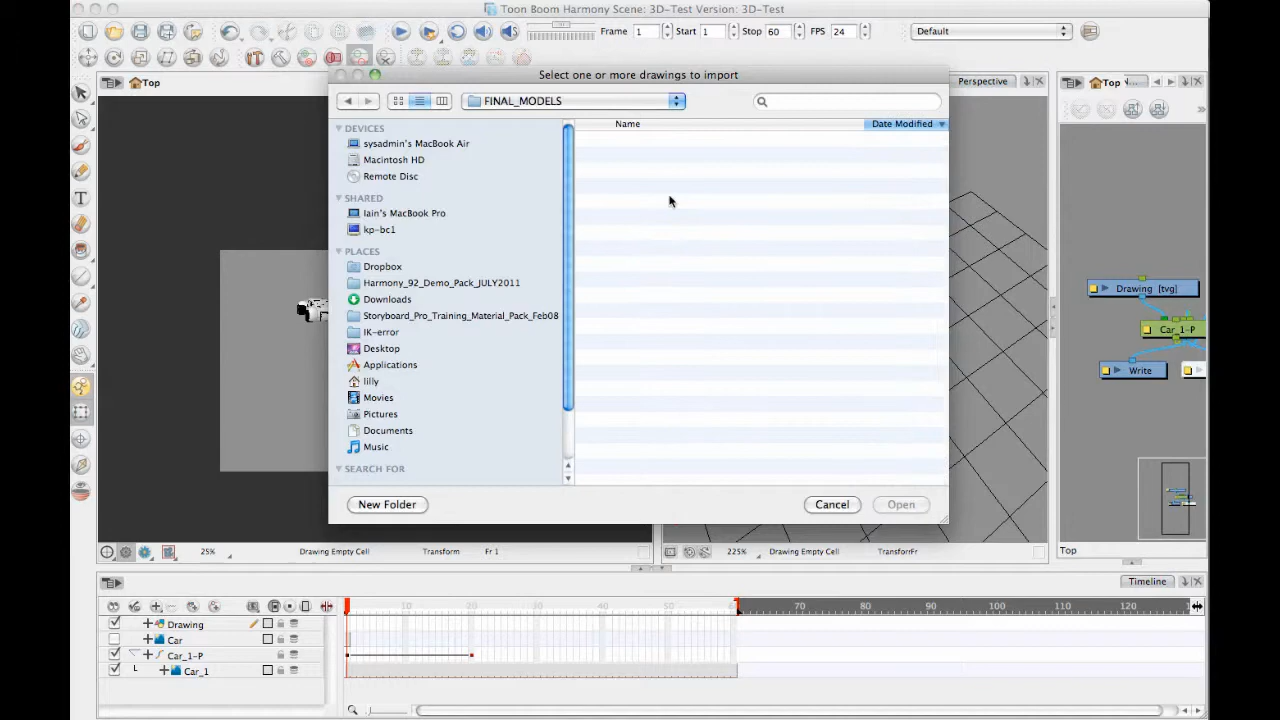 Toon Boom Harmony Scene: 3D-Test Version: 3D-Test
Frame 1 Start 1 Stop 60 FPS 24 Default
Top
Select one or more drawings to import
Perspective
Top
FINAL_MODELS
Name Date Modified
DEVICES
sysadmin's MacBook Air
Macintosh HD
Remote Disc
SHARED
Iain's MacBook Pro
kp-bc1
PLACES
Dropbox
Harmony_92_Demo_Pack_JULY2011
Downloads
Storyboard_Pro_Training_Material_Pack_Feb08
IK-error
Desktop
Applications
lilly
Movies
Pictures
Documents
Music
SEARCH FOR
New Folder Cancel Open
Drawing [tvg]
Car_1-P
Write
25% Drawing Empty Cell Transform Fr 1
225% Drawing Empty Cell TransformFr
Top
Timeline
10 30 40 50 70 80 90 100 110 120
Drawing
Car
Car_1-P
Car_1